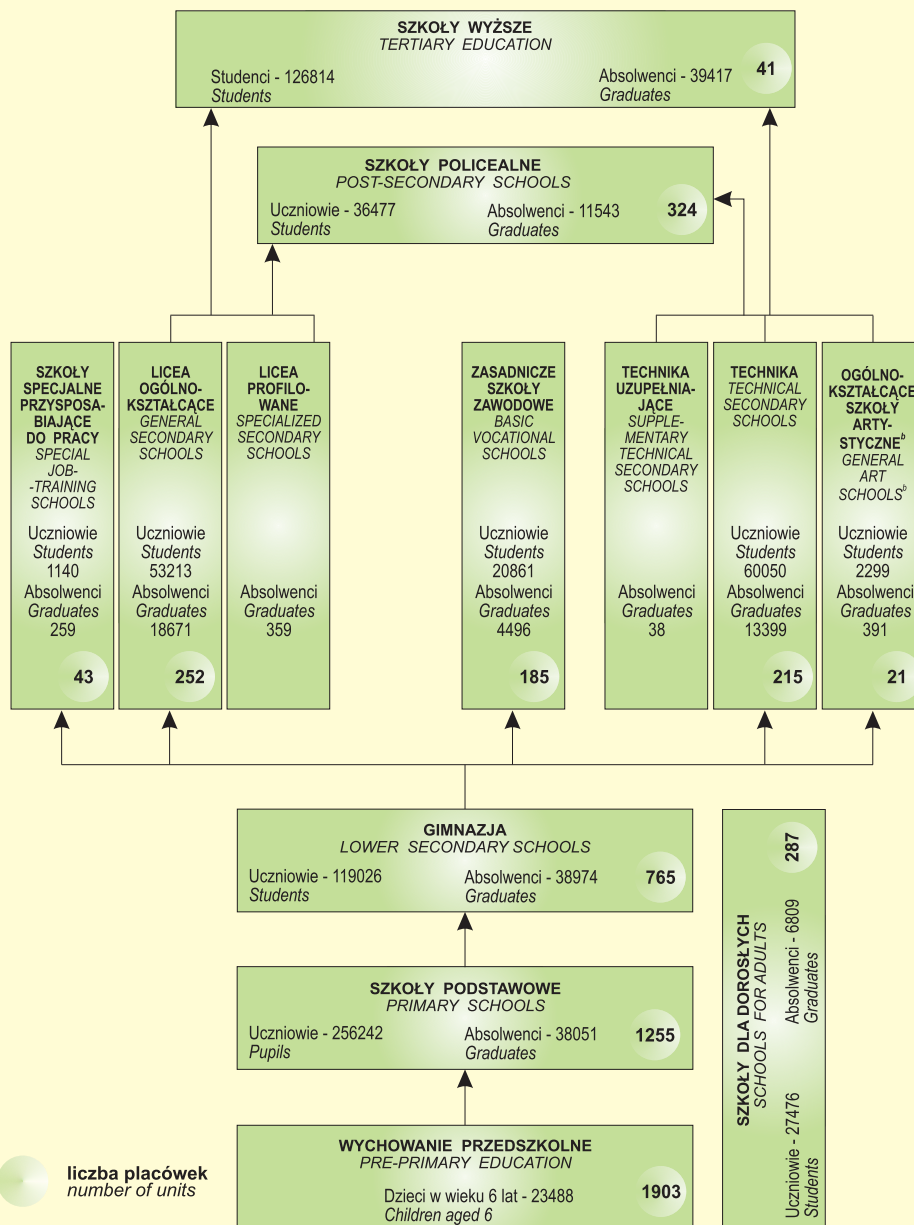 SZKOŁY WYŻSZE
TERTIARY EDUCATION
Studenci - 126814
Students
Absolwenci - 39417
Graduates
41
SZKOŁY POLICEALNE
POST-SECONDARY SCHOOLS
Uczniowie - 36477
Students
Absolwenci - 11543
Graduates
324
SZKOŁY
SPECJALNE
PRZYSPOSA-
BIAJĄCE
DO PRACY
SPECIAL
JOB-
-TRAINING
SCHOOLS
Uczniowie
Students
1140
Absolwenci
Graduates
259
43
LICEA
OGÓLNO-
KSZTAŁCĄCE
GENERAL
SECONDARY
SCHOOLS
Uczniowie
Students
53213
Absolwenci
Graduates
18671
252
LICEA
PROFILO-
WANE
SPECIALIZED
SECONDARY
SCHOOLS
Absolwenci
Graduates
359
ZASADNICZE
SZKOŁY
ZAWODOWE
BASIC
VOCATIONAL
SCHOOLS
Uczniowie
Students
20861
Absolwenci
Graduates
4496
185
TECHNIKA
UZUPEŁNIA-
JĄCE
SUPPLE-
MENTARY
TECHNICAL
SECONDARY
SCHOOLS
Absolwenci
Graduates
38
TECHNIKA
TECHNICAL
SECONDARY
SCHOOLS
Uczniowie
Students
60050
Absolwenci
Graduates
13399
215
OGÓLNO-
KSZTAŁCĄCE
SZKOŁY
ARTY-
STYCZNEᵇ
GENERAL
ART
SCHOOLSᵇ
Uczniowie
Students
2299
Absolwenci
Graduates
391
21
GIMNAZJA
LOWER SECONDARY SCHOOLS
Uczniowie - 119026
Students
Absolwenci - 38974
Graduates
765
SZKOŁY PODSTAWOWE
PRIMARY SCHOOLS
Uczniowie - 256242
Pupils
Absolwenci - 38051
Graduates
1255
WYCHOWANIE PRZEDSZKOLNE
PRE-PRIMARY EDUCATION
Dzieci w wieku 6 lat - 23488
Children aged 6
1903
SZKOŁY DLA DOROSŁYCH
SCHOOLS FOR ADULTS
Uczniowie - 27476
Students
Absolwenci - 6809
Graduates
287
liczba placówek
number of units